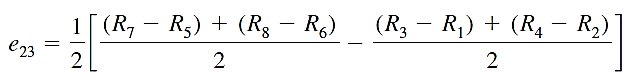 e₂₃ = 1/2 [ ((R₇ − R₅) + (R₈ − R₆))/2 − ((R₃ − R₁) + (R₄ − R₂))/2 ]